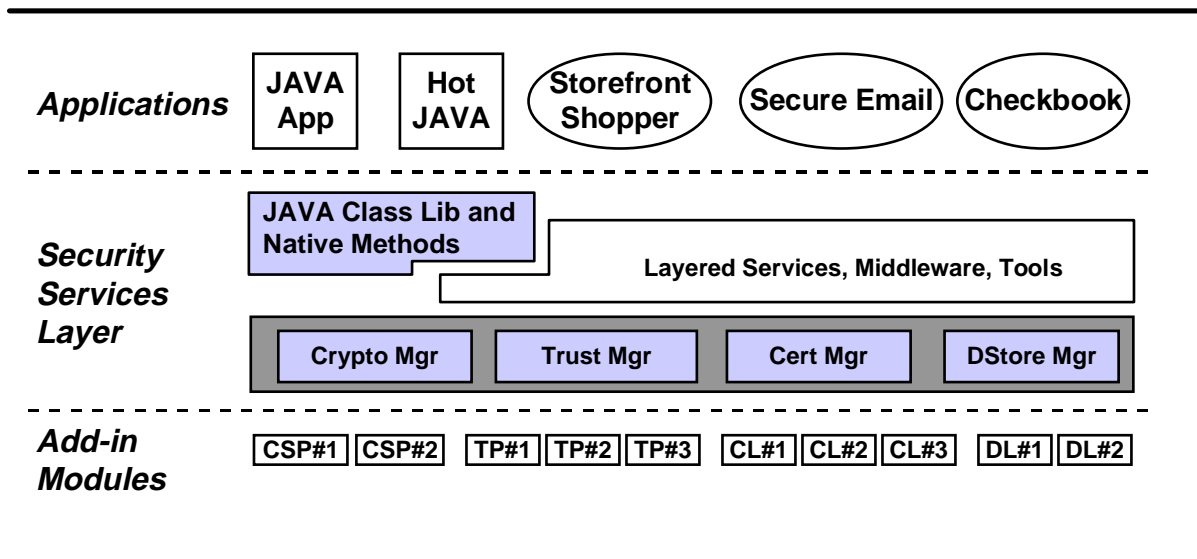 Applications
JAVA
App
Hot
JAVA
Storefront
Shopper
Secure Email
Checkbook
Security
Services
Layer
JAVA Class Lib and
Native Methods
Layered Services, Middleware, Tools
Crypto Mgr
Trust Mgr
Cert Mgr
DStore Mgr
Add-in
Modules
CSP#1
CSP#2
TP#1
TP#2
TP#3
CL#1
CL#2
CL#3
DL#1
DL#2